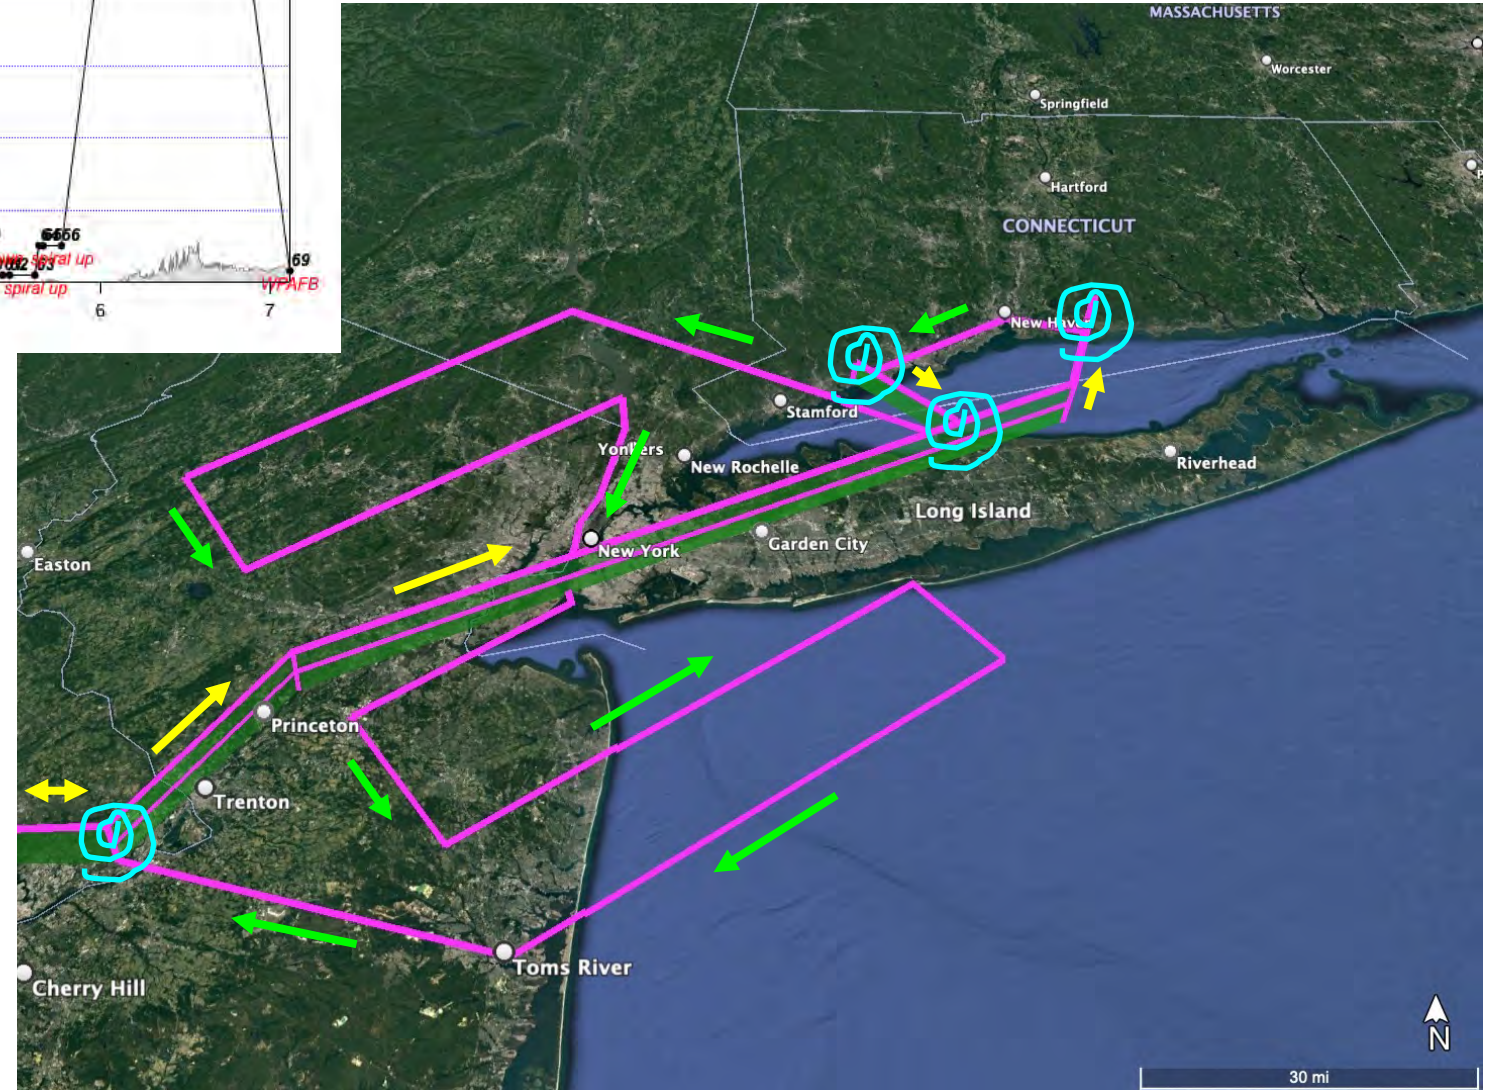 69
spiral up
WPAFB
spiral up
6
7
MASSACHUSETTS
Worcester
Springfield
Hartford
CONNECTICUT
New Haven
Stamford
Yonkers
New Rochelle
Riverhead
Long Island
New York
Garden City
Easton
Princeton
Trenton
Toms River
Cherry Hill
N
30 mi